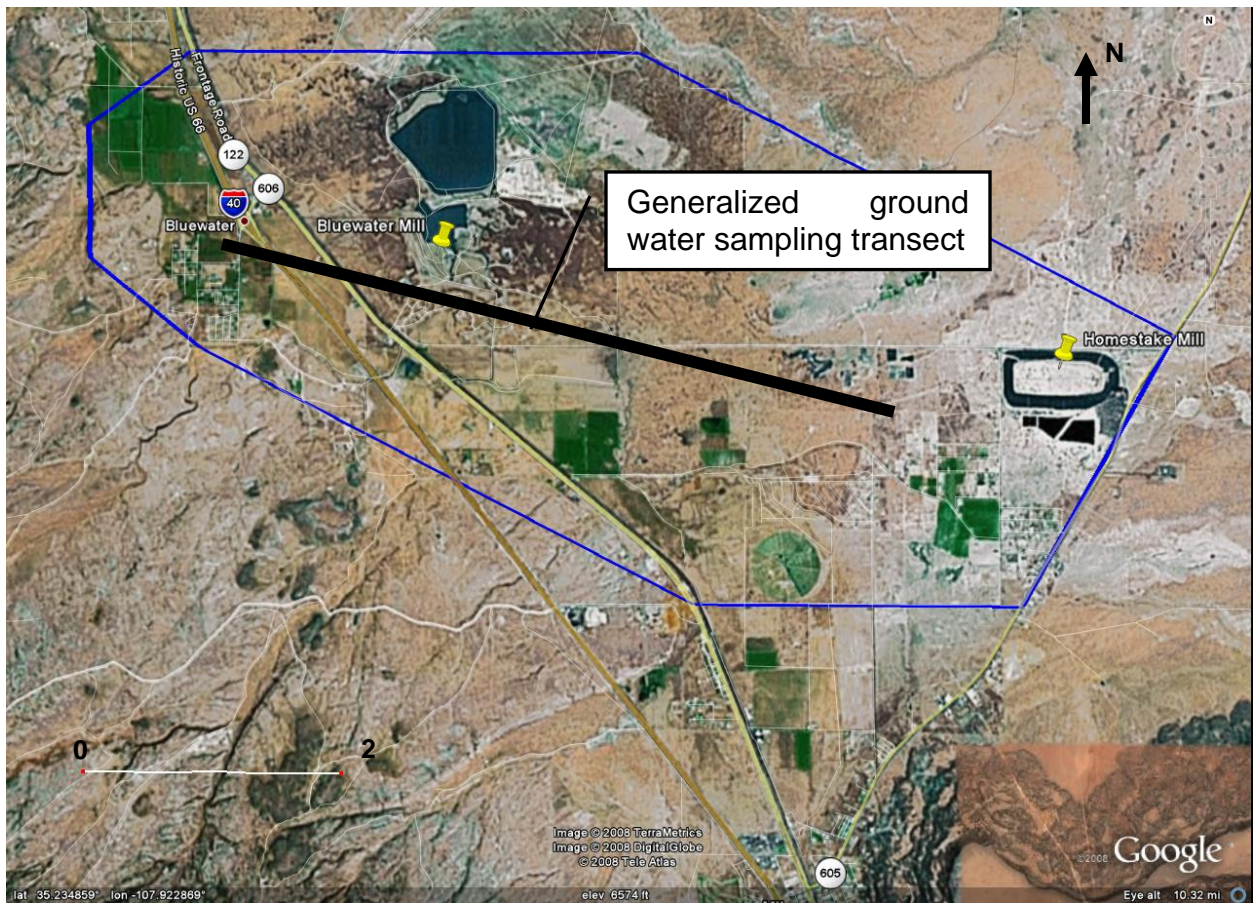 N
N
Historic US 66
Frontage Road
122
606
40
Bluewater
Bluewater Mill
Generalized ground
water sampling transect
Homestake Mill
0 2
Image © 2008 TerraMetrics
Image © 2008 DigitalGlobe
© 2008 Tele Atlas
605
©2008 Google
lat 35.234859° lon -107.922869° elev 6574 ft Eye alt 10.32 mi